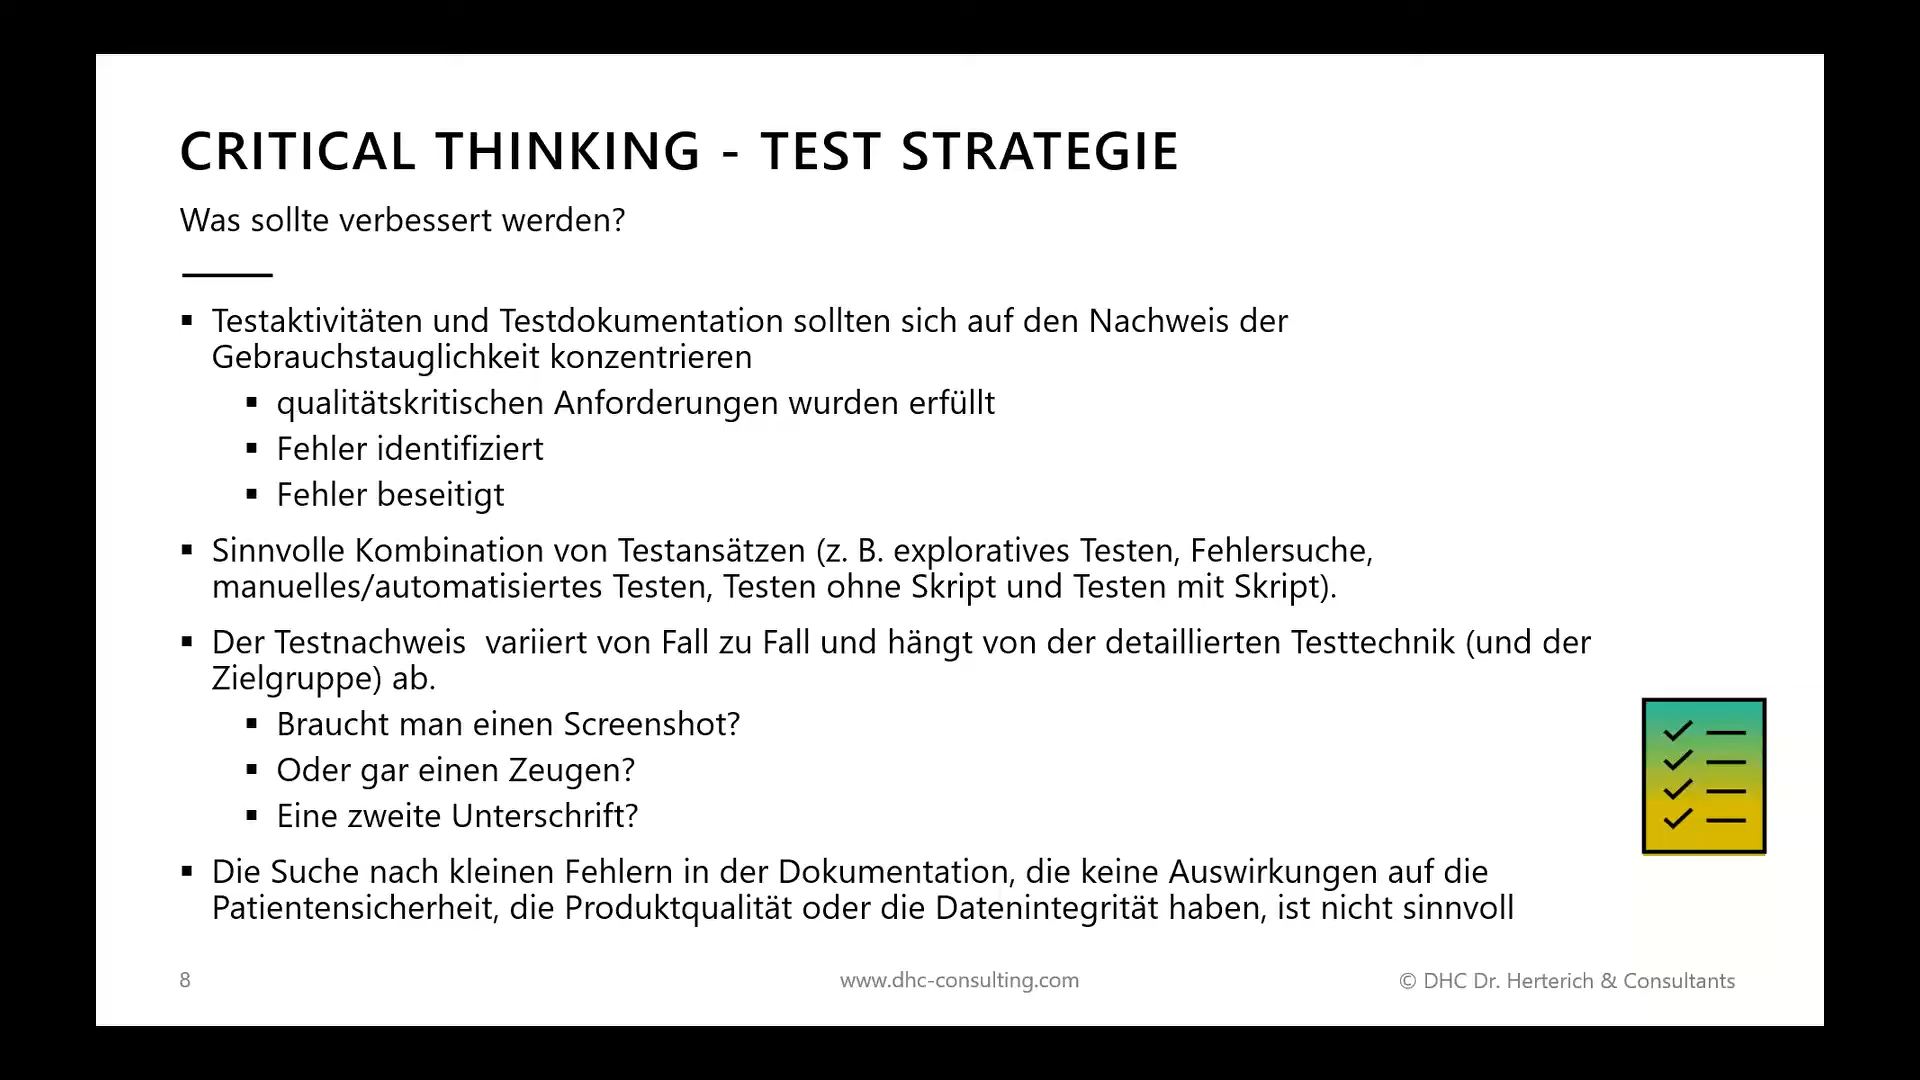 CRITICAL THINKING - TEST STRATEGIE
Was sollte verbessert werden?
▪ Testaktivitäten und Testdokumentation sollten sich auf den Nachweis der
Gebrauchstauglichkeit konzentrieren
▪ qualitätskritischen Anforderungen wurden erfüllt
▪ Fehler identifiziert
▪ Fehler beseitigt
▪ Sinnvolle Kombination von Testansätzen (z. B. exploratives Testen, Fehlersuche,
manuelles/automatisiertes Testen, Testen ohne Skript und Testen mit Skript).
▪ Der Testnachweis  variiert von Fall zu Fall und hängt von der detaillierten Testtechnik (und der
Zielgruppe) ab.
▪ Braucht man einen Screenshot?
▪ Oder gar einen Zeugen?
▪ Eine zweite Unterschrift?
▪ Die Suche nach kleinen Fehlern in der Dokumentation, die keine Auswirkungen auf die
Patientensicherheit, die Produktqualität oder die Datenintegrität haben, ist nicht sinnvoll
8
www.dhc-consulting.com
© DHC Dr. Herterich & Consultants